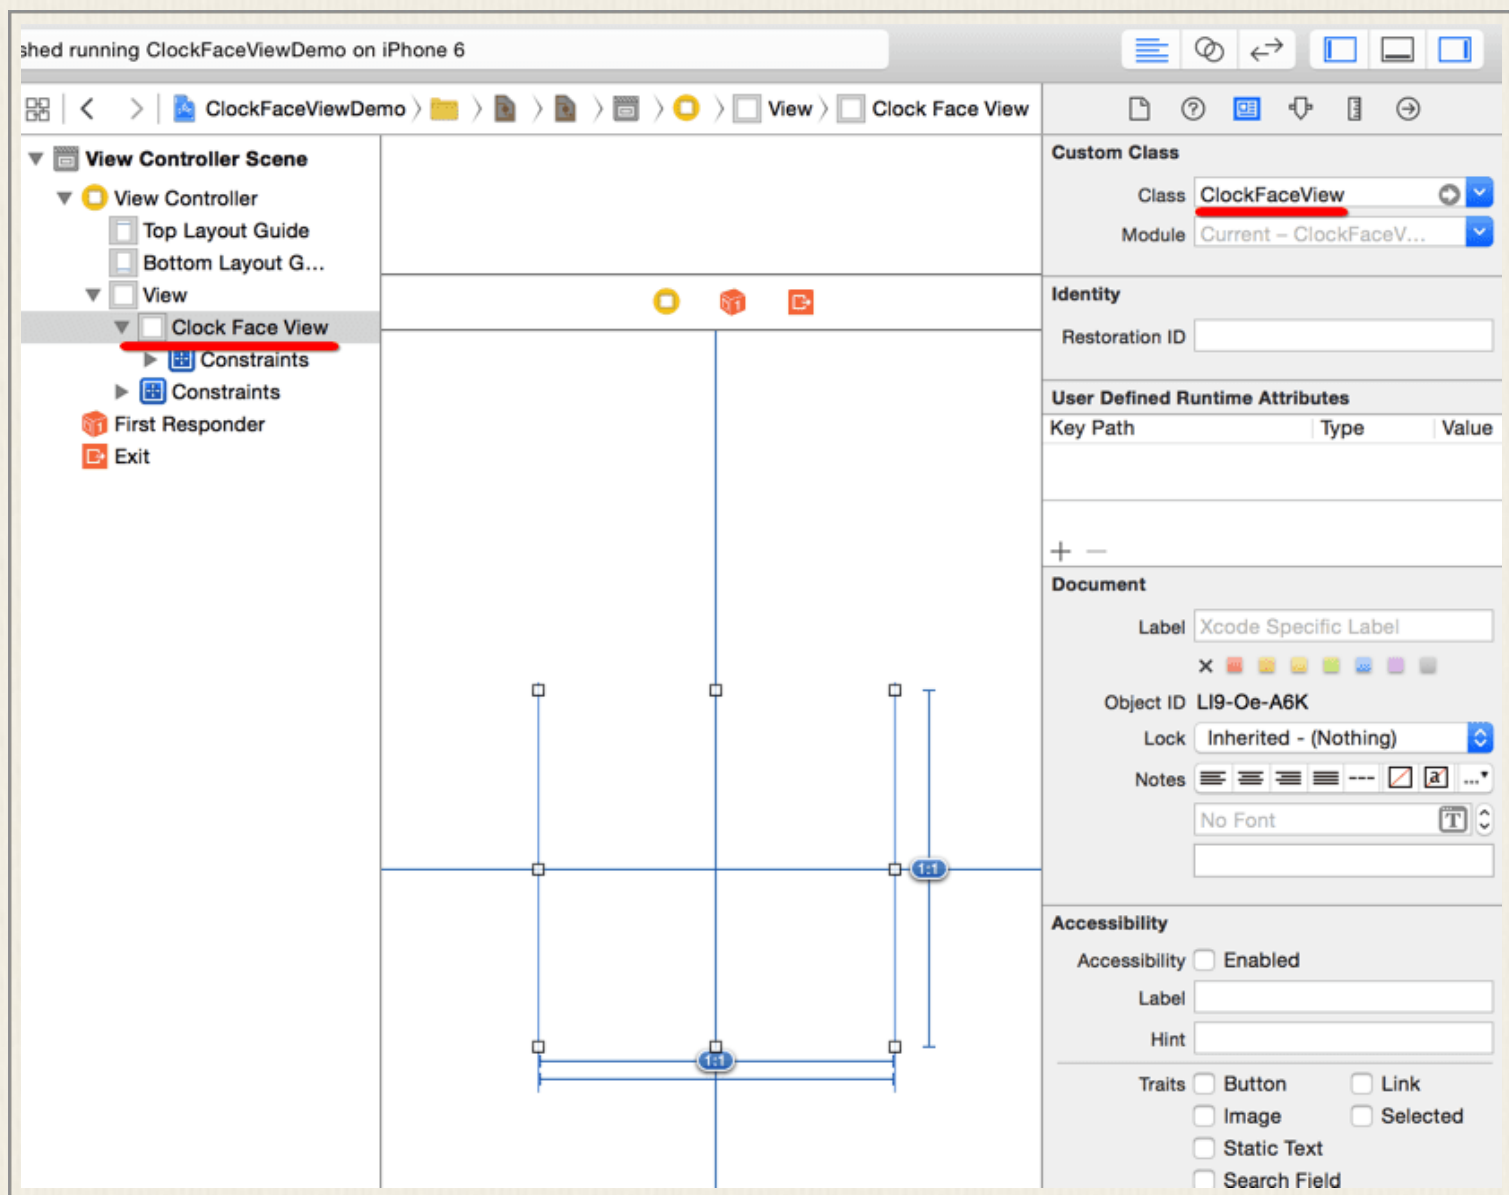 shed running ClockFaceViewDemo on iPhone 6
ClockFaceViewDemo View Clock Face View
View Controller Scene
View Controller
Top Layout Guide
Bottom Layout G...
View
Clock Face View
Constraints
Constraints
First Responder
Exit
1:1
1:1
Custom Class
Class ClockFaceView
Module Current – ClockFaceV...
Identity
Restoration ID
User Defined Runtime Attributes
Key Path Type Value
Document
Label Xcode Specific Label
Object ID LI9-Oe-A6K
Lock Inherited - (Nothing)
Notes
No Font
Accessibility
Accessibility Enabled
Label
Hint
Traits Button Link
Image Selected
Static Text
Search Field